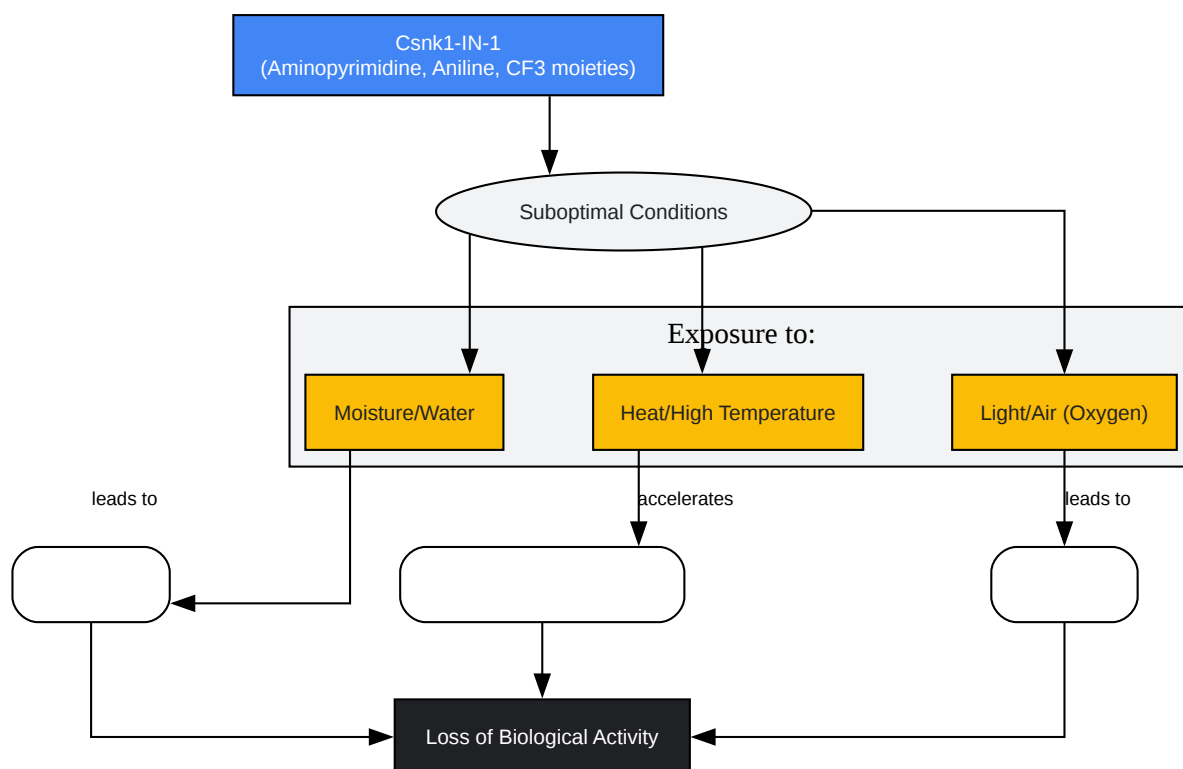 Csnk1-IN-1
(Aminopyrimidine, Aniline, CF3 moieties)
Suboptimal Conditions
Exposure to:
Moisture/Water
Heat/High Temperature
Light/Air (Oxygen)
leads to
accelerates
leads to
Loss of Biological Activity